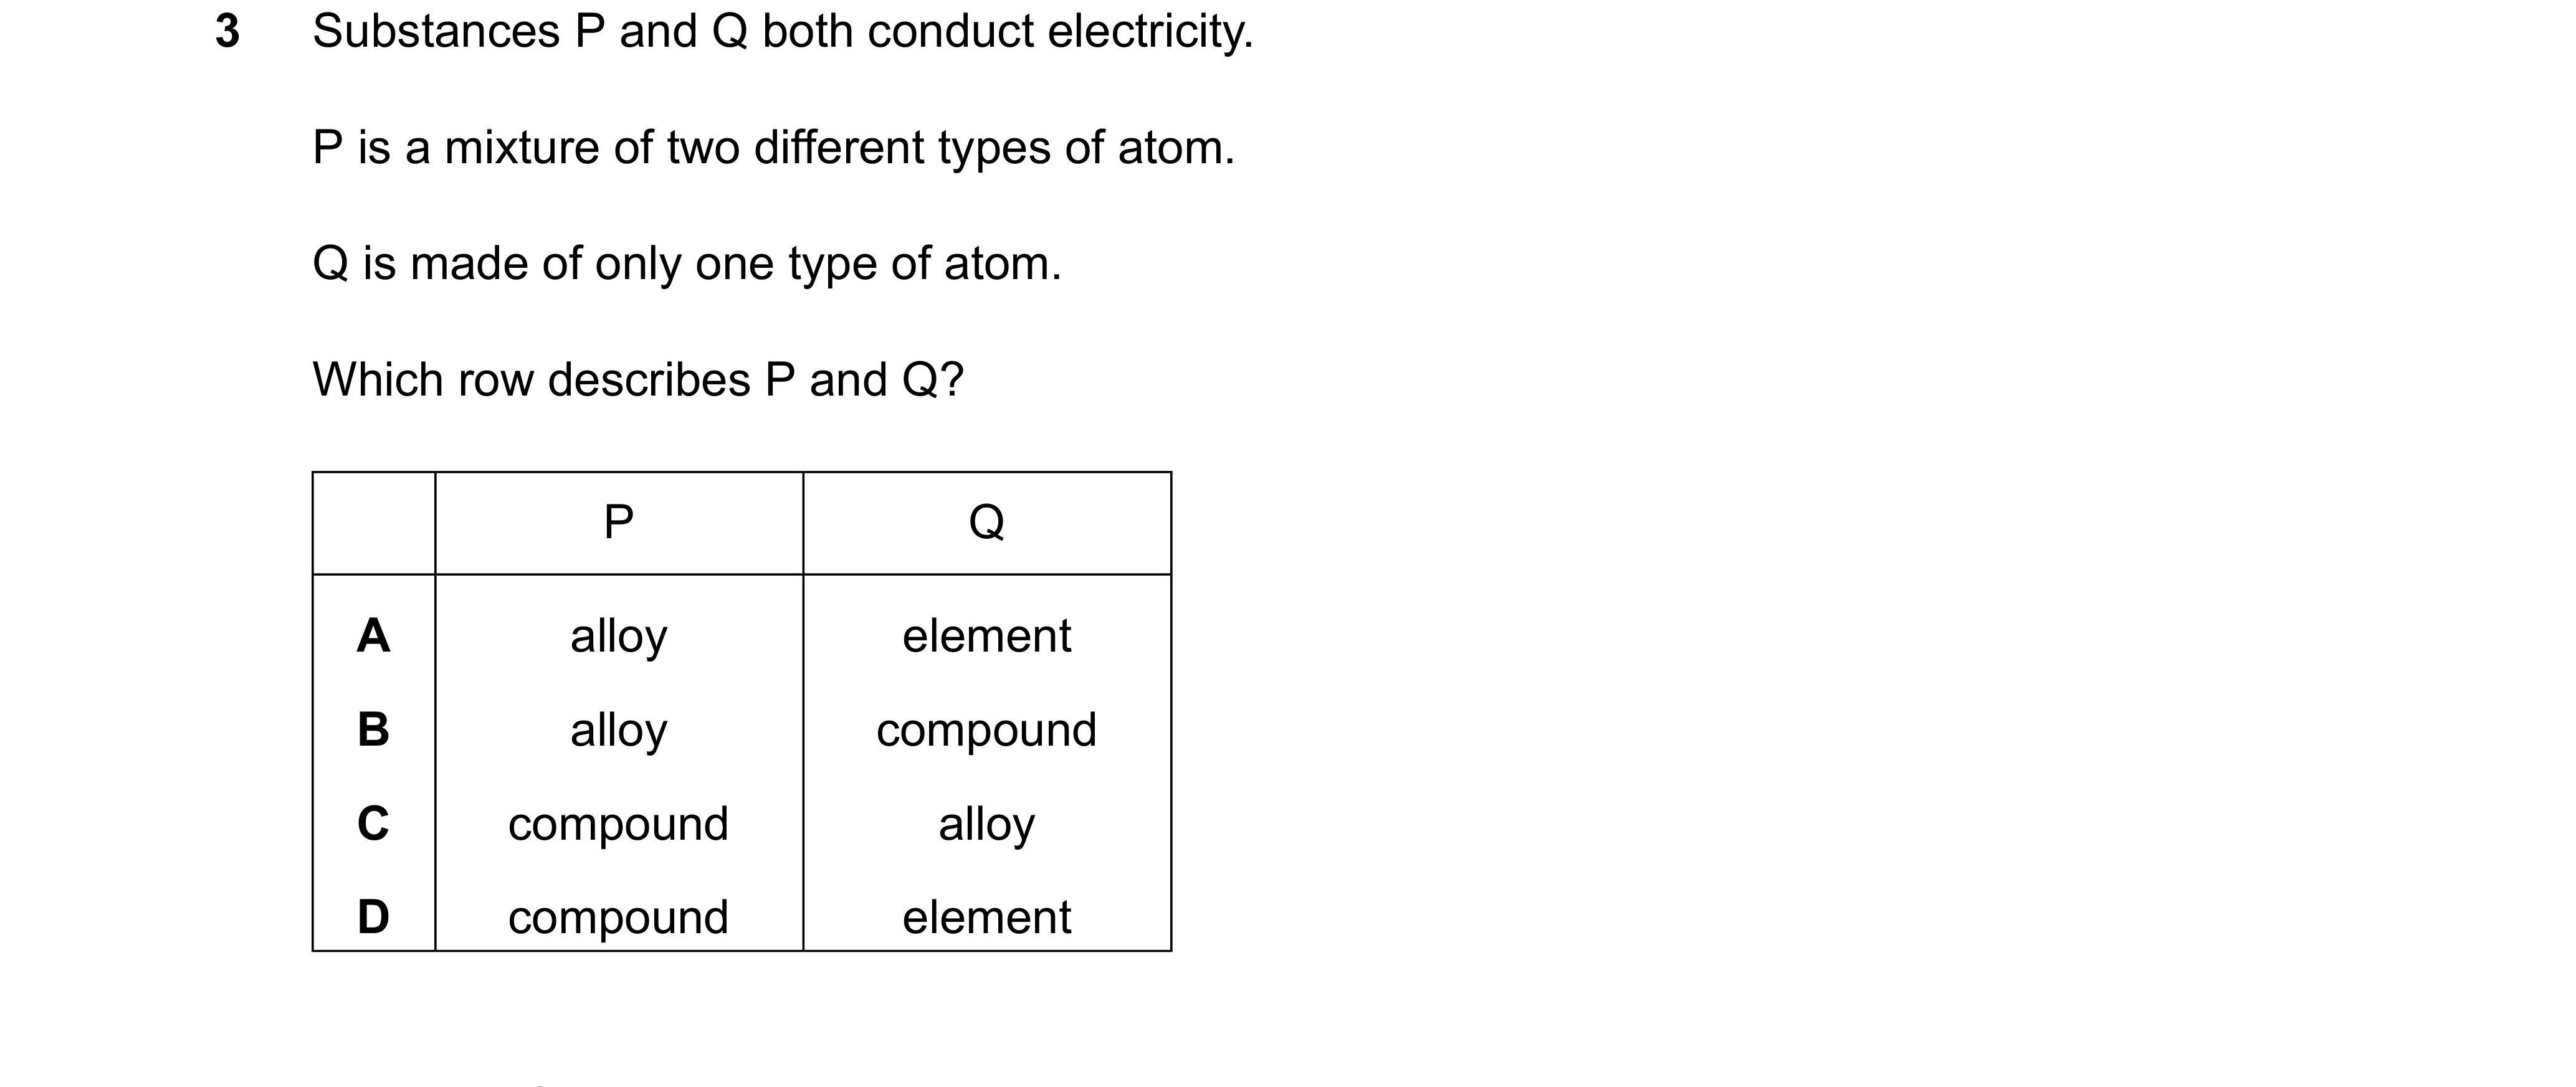 3 Substances P and Q both conduct electricity.
P is a mixture of two different types of atom.
Q is made of only one type of atom.
Which row describes P and Q?
P Q
A alloy element
B alloy compound
C compound alloy
D compound element